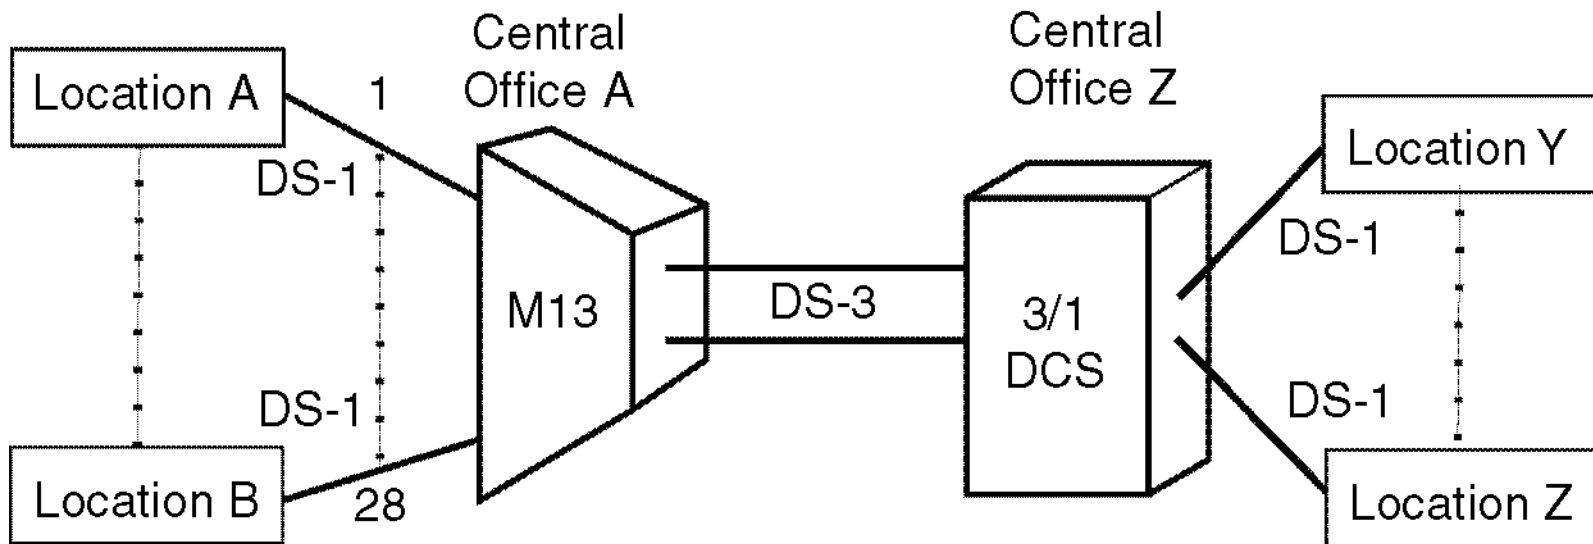 Central
Office A
Central
Office Z
Location A
1
DS-1
Location Y
DS-1
M13
DS-3
3/1
DCS
DS-1
DS-1
Location B
28
Location Z